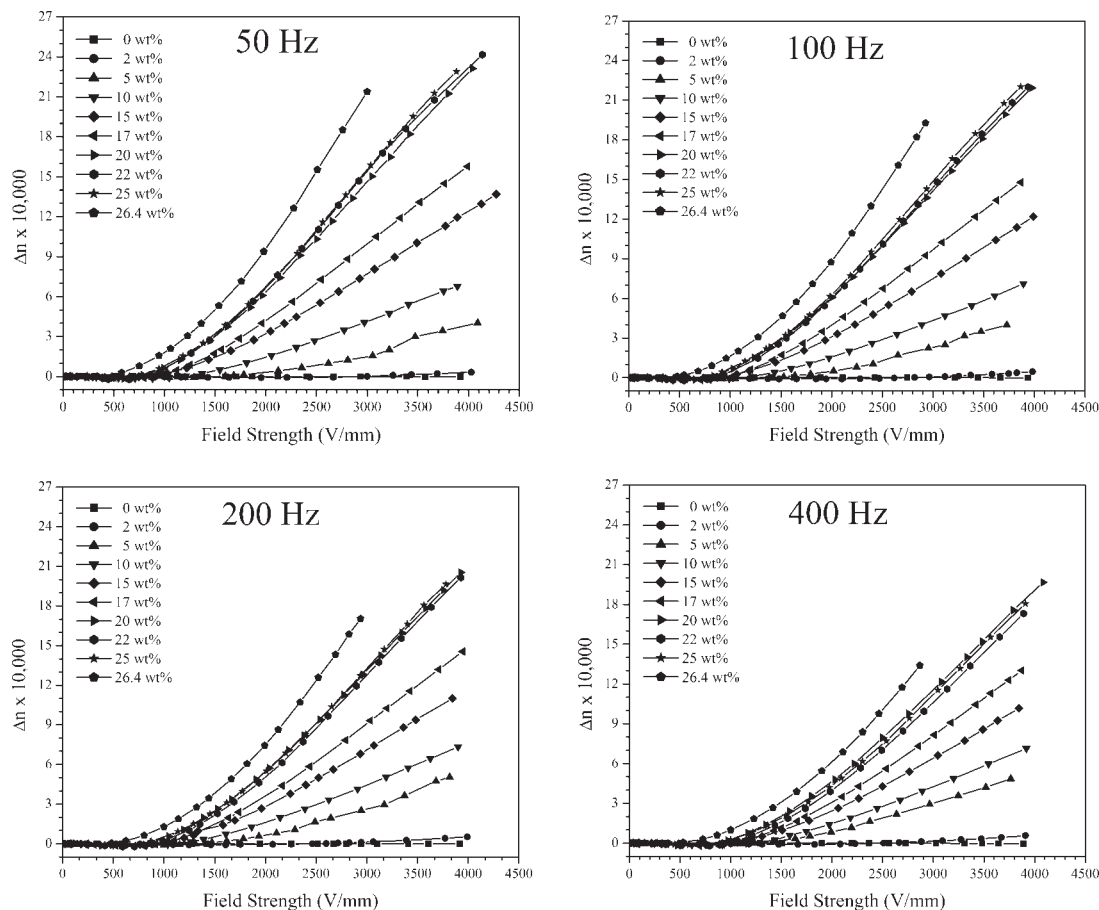 50 Hz
27
24
21
18
15
12
9
6
3
0
Δn x 10,000
0 wt%
2 wt%
5 wt%
10 wt%
15 wt%
17 wt%
20 wt%
22 wt%
25 wt%
26.4 wt%
0 500 1000 1500 2000 2500 3000 3500 4000 4500
Field Strength (V/mm)
100 Hz
27
24
21
18
15
12
9
6
3
0
Δn x 10,000
0 wt%
2 wt%
5 wt%
10 wt%
15 wt%
17 wt%
20 wt%
22 wt%
25 wt%
26.4 wt%
0 500 1000 1500 2000 2500 3000 3500 4000 4500
Field Strength (V/mm)
200 Hz
27
24
21
18
15
12
9
6
3
0
Δn x 10,000
0 wt%
2 wt%
5 wt%
10 wt%
15 wt%
17 wt%
20 wt%
22 wt%
25 wt%
26.4 wt%
0 500 1000 1500 2000 2500 3000 3500 4000 4500
Field Strength (V/mm)
400 Hz
27
24
21
18
15
12
9
6
3
0
Δn x 10,000
0 wt%
2 wt%
5 wt%
10 wt%
15 wt%
17 wt%
20 wt%
22 wt%
25 wt%
26.4 wt%
0 500 1000 1500 2000 2500 3000 3500 4000 4500
Field Strength (V/mm)